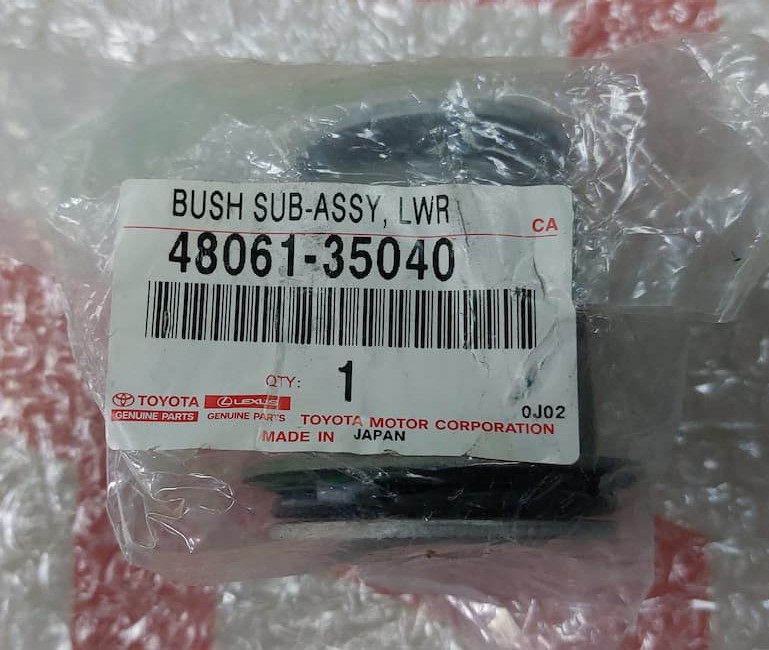 BUSH SUB-ASSY, LWR
CA
48061-35040
QTY: 1
TOYOTA
GENUINE PARTS
LEXUS
GENUINE PARTS
0J02
TOYOTA MOTOR CORPORATION
MADE IN JAPAN